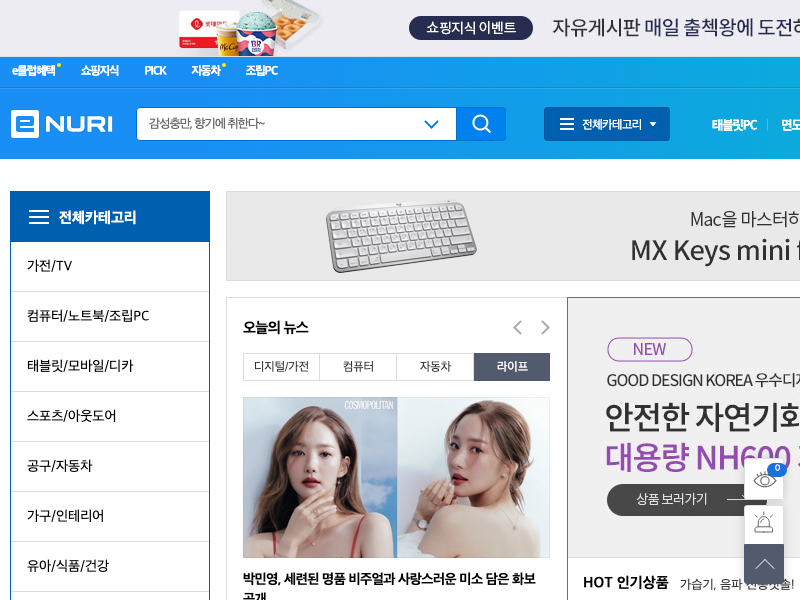 쇼핑지식 이벤트
자유게시판 매일 출첵왕에 도전하
e클럽혜택
쇼핑지식
PICK
자동차
조립PC
ENURI
감성충만, 향기에 취한다~
전체카테고리
태블릿PC
면도
전체카테고리
가전/TV
컴퓨터/노트북/조립PC
태블릿/모바일/디카
스포츠/아웃도어
공구/자동차
가구/인테리어
유아/식품/건강
Mac을 마스터하
MX Keys mini f
오늘의 뉴스
디지털/가전
컴퓨터
자동차
라이프
COSMOPOLITAN
박민영, 세련된 명품 비주얼과 사랑스러운 미소 담은 화보
공개
NEW
GOOD DESIGN KOREA 우수디자
안전한 자연기화
대용량 NH600
상품 보러가기
0
HOT 인기상품
가습기, 음파 전동칫솔!